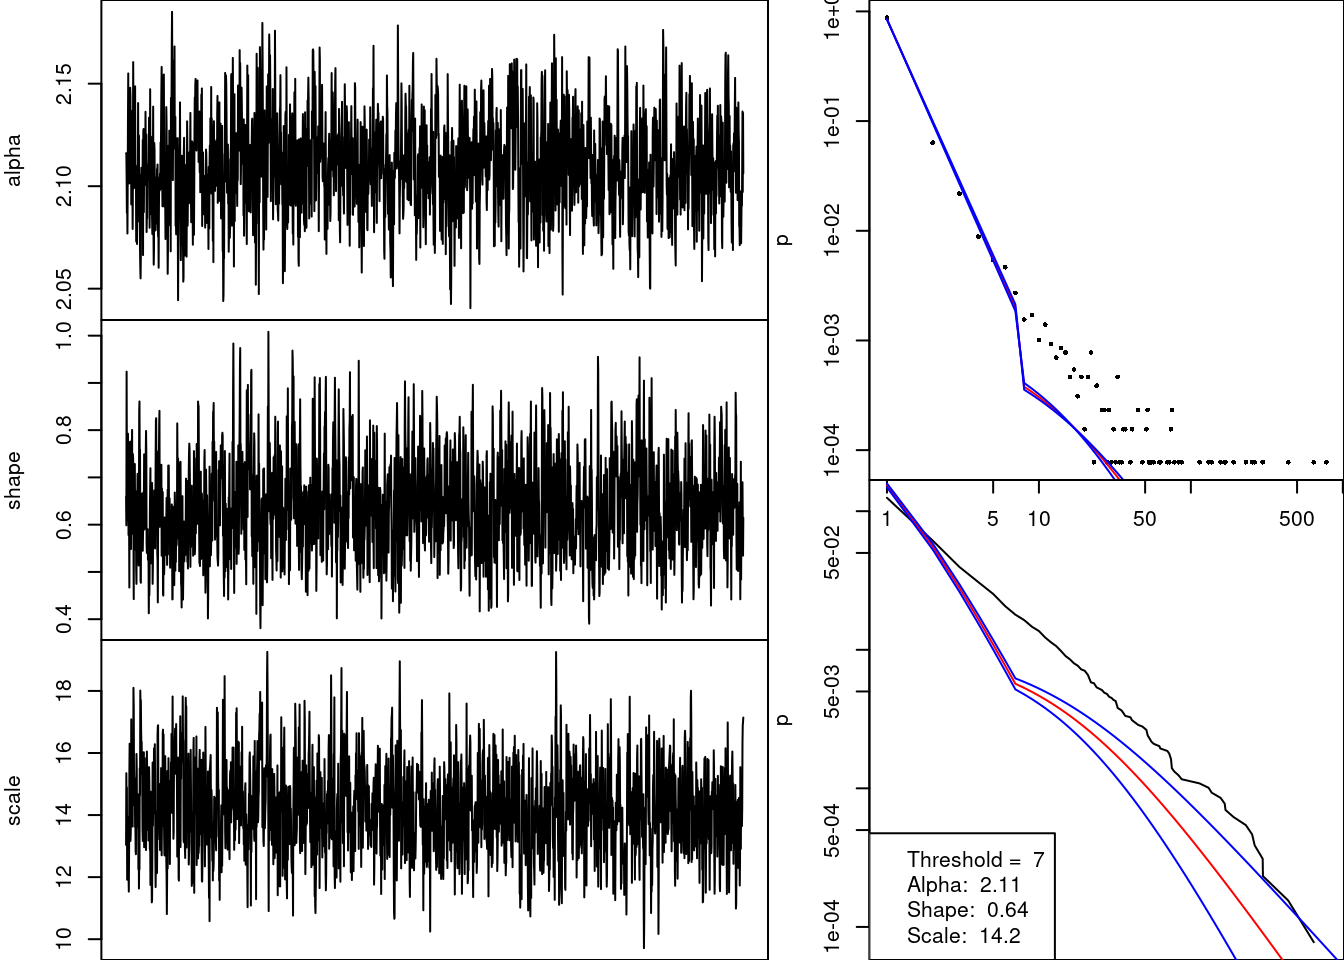 alpha
2.15
2.10
2.05
shape
1.0
0.8
0.6
0.4
scale
18
16
14
12
10
p
1e-01
1e-02
1e-03
1e-04
1
5
10
50
500
p
5e-02
5e-03
5e-04
1e-04
Threshold = 7
Alpha: 2.11
Shape: 0.64
Scale: 14.2